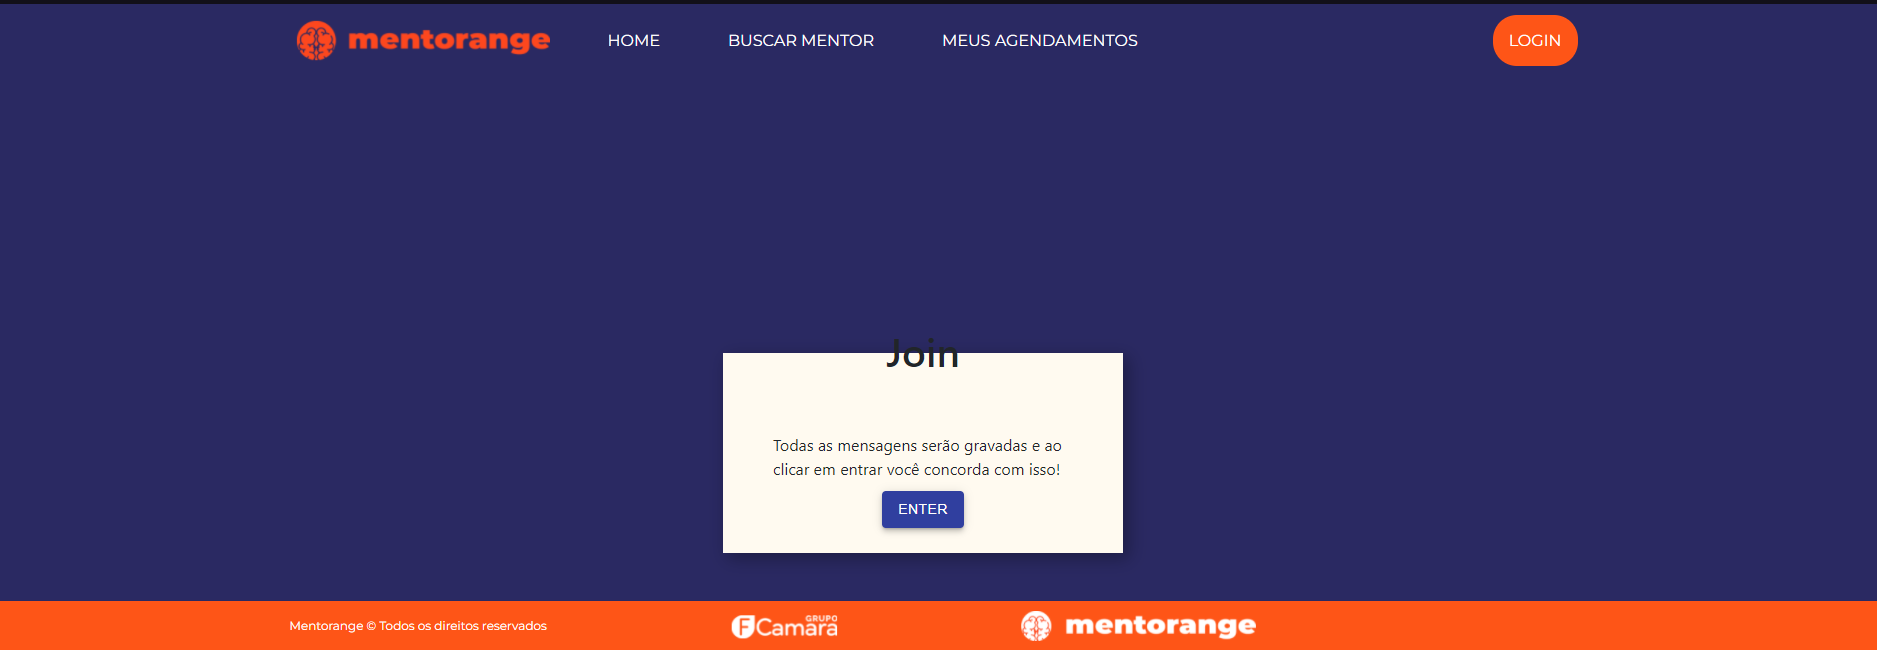 mentorange
HOME
BUSCAR MENTOR
MEUS AGENDAMENTOS
LOGIN
Join
Todas as mensagens serão gravadas e ao
clicar em entrar você concorda com isso!
ENTER
Mentorange © Todos os direitos reservados
GRUPO
FCamara
mentorange